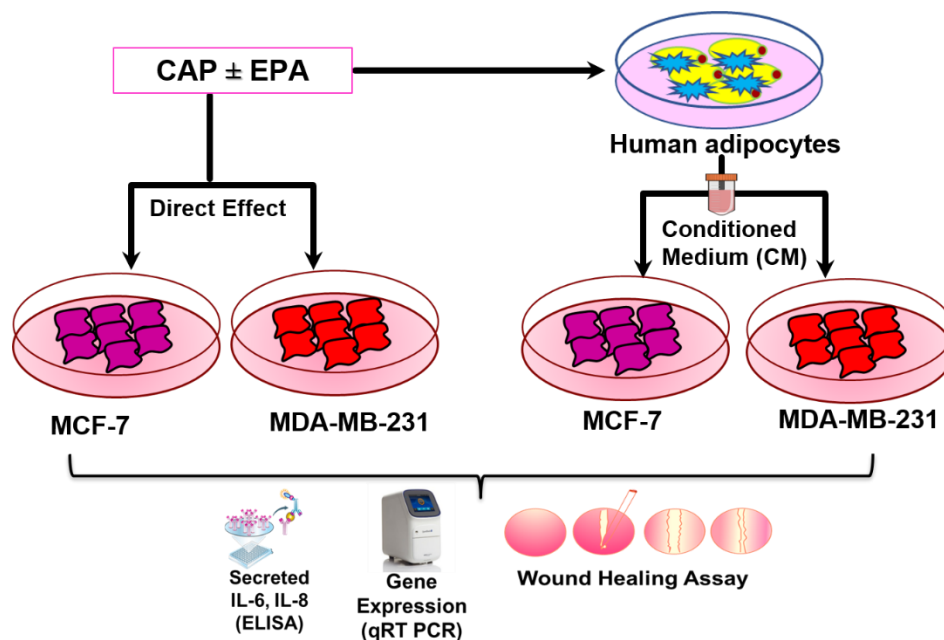 CAP ± EPA
Human adipocytes
Direct Effect
Conditioned
Medium (CM)
MCF-7
MDA-MB-231
MCF-7
MDA-MB-231
Secreted
IL-6, IL-8
(ELISA)
Gene
Expression
(qRT PCR)
Wound Healing Assay